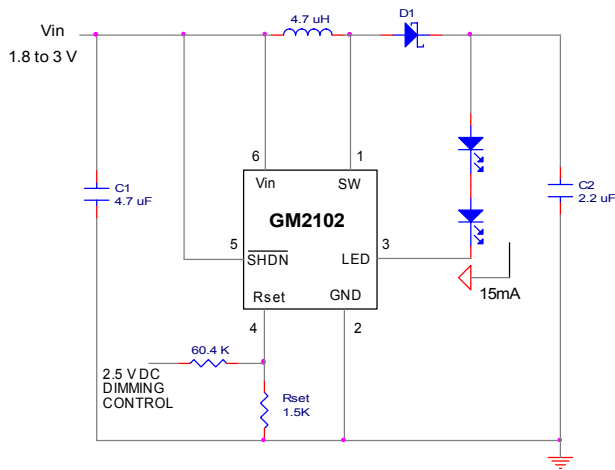 4.7 uH
D1
Vin
1.8 to 3 V
6
1
Vin
SW
C1
4.7 uF
GM2102
C2
2.2 uF
5
3
SHDN
LED
15mA
Rset
GND
4
2
60.4 K
2.5 V DC
DIMMING
CONTROL
Rset
1.5K